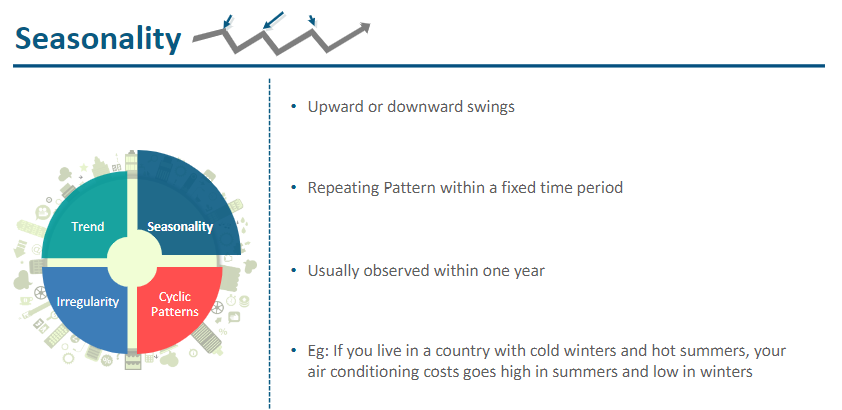 Seasonality
• Upward or downward swings
• Repeating Pattern within a fixed time period
• Usually observed within one year
• Eg: If you live in a country with cold winters and hot summers, your
air conditioning costs goes high in summers and low in winters
Trend
Seasonality
Irregularity
Cyclic
Patterns